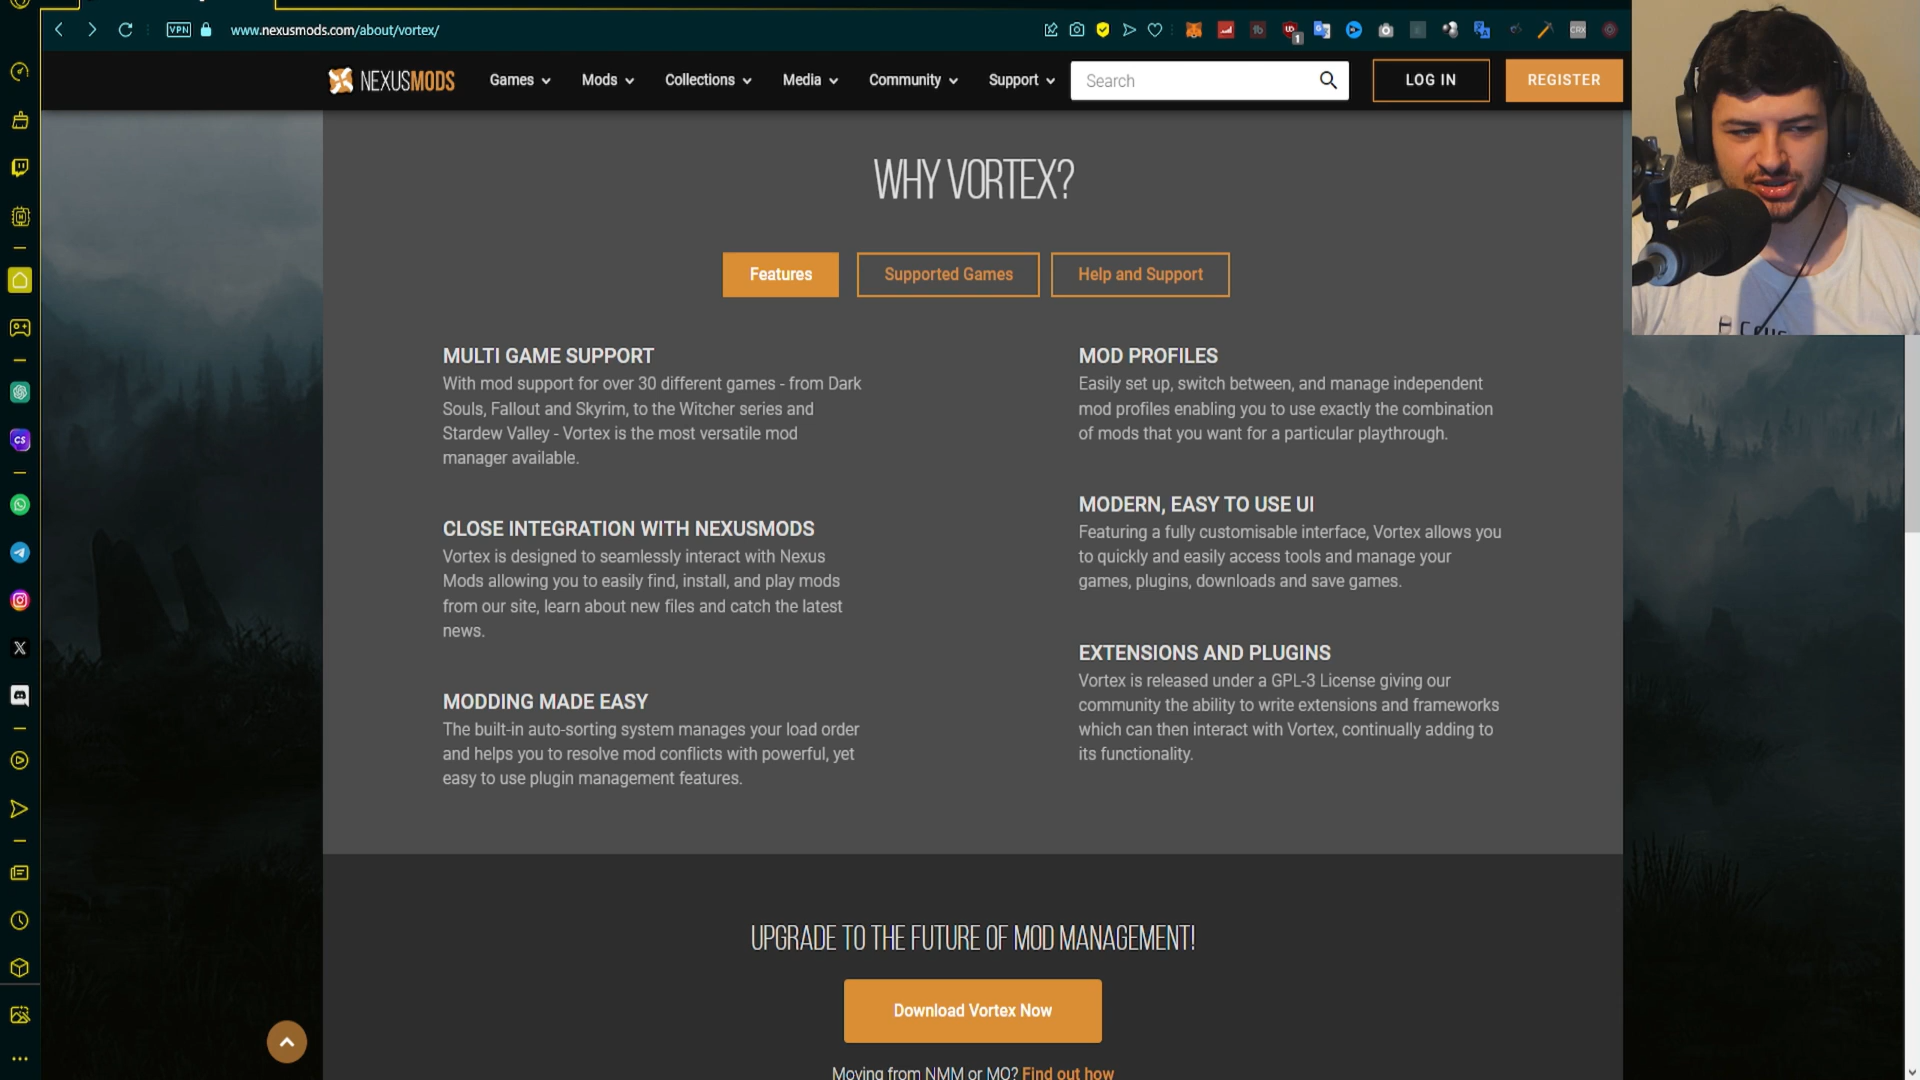 VPN
www.nexusmods.com/about/vortex/
NEXUSMODS
Games
Mods
Collections
Media
Community
Support
Search
LOG IN
REGISTER
WHY VORTEX?
Features
Supported Games
Help and Support
MULTI GAME SUPPORT
With mod support for over 30 different games - from Dark
Souls, Fallout and Skyrim, to the Witcher series and
Stardew Valley - Vortex is the most versatile mod
manager available.
CLOSE INTEGRATION WITH NEXUSMODS
Vortex is designed to seamlessly interact with Nexus
Mods allowing you to easily find, install, and play mods
from our site, learn about new files and catch the latest
news.
MODDING MADE EASY
The built-in auto-sorting system manages your load order
and helps you to resolve mod conflicts with powerful, yet
easy to use plugin management features.
MOD PROFILES
Easily set up, switch between, and manage independent
mod profiles enabling you to use exactly the combination
of mods that you want for a particular playthrough.
MODERN, EASY TO USE UI
Featuring a fully customisable interface, Vortex allows you
to quickly and easily access tools and manage your
games, plugins, downloads and save games.
EXTENSIONS AND PLUGINS
Vortex is released under a GPL-3 License giving our
community the ability to write extensions and frameworks
which can then interact with Vortex, continually adding to
its functionality.
UPGRADE TO THE FUTURE OF MOD MANAGEMENT!
Download Vortex Now
Moving from NMM or MO? Find out how
CS
CRX
1